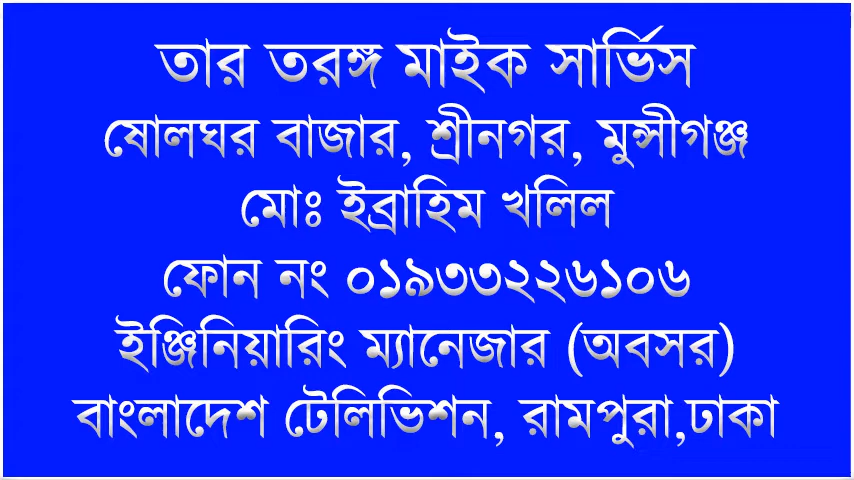 তার তরঙ্গ মাইক সার্ভিস
ষোলঘর বাজার, শ্রীনগর, মুন্সীগঞ্জ
মোঃ ইব্রাহিম খলিল
ফোন নং ০১৯৩৩২২৬১০৬
ইঞ্জিনিয়ারিং ম্যানেজার (অবসর)
বাংলাদেশ টেলিভিশন, রামপুরা,ঢাকা